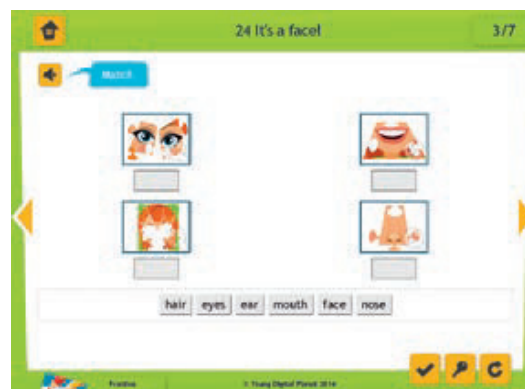 24 It's a face! 3/7
Match
hair eyes ear mouth face nose
© Young Digital Planet 2014